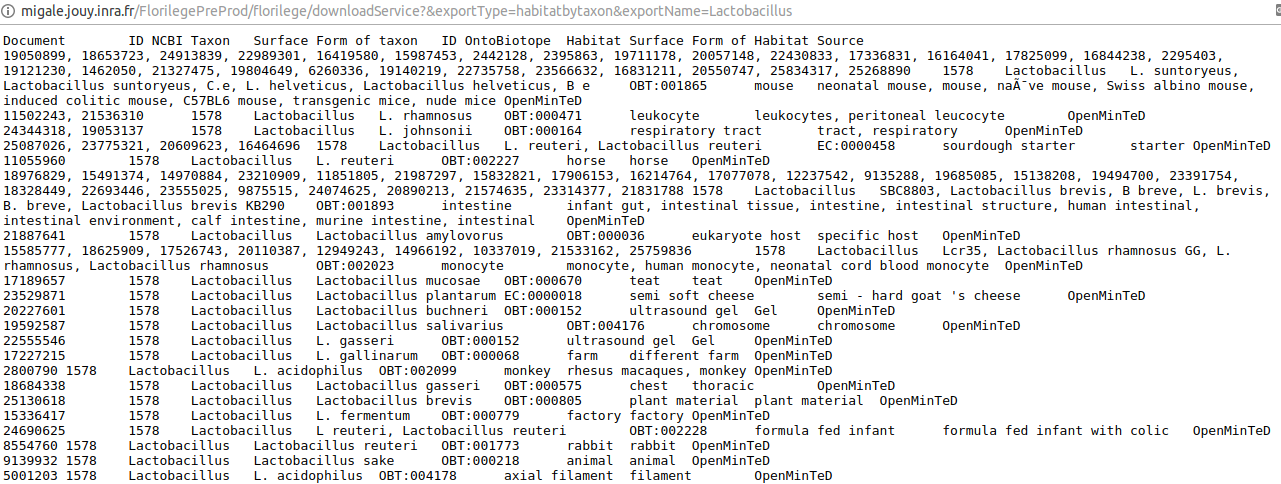 migale.jouy.inra.fr/FlorilegePreProd/florilege/downloadService?&exportType=habitatbytaxon&exportName=Lactobacillus
Document ID NCBI Taxon Surface Form of taxon ID OntoBiotope Habitat Surface Form of Habitat Source
19050899, 18653723, 24913839, 22989301, 16419580, 15987453, 2442128, 2395863, 19711178, 20057148, 22430833, 17336831, 16164041, 17825099, 16844238, 2295403,
19121230, 1462050, 21327475, 19804649, 6260336, 19140219, 22735758, 23566632, 16831211, 20550747, 25834317, 25268890 1578 Lactobacillus L. suntoryeus,
Lactobacillus suntoryeus, C.e, L. helveticus, Lactobacillus helveticus, B e OBT:001865 mouse neonatal mouse, mouse, naÃ¯ve mouse, Swiss albino mouse,
induced colitic mouse, C57BL6 mouse, transgenic mice, nude mice OpenMinTeD
11502243, 21536310 1578 Lactobacillus L. rhamnosus OBT:000471 leukocyte leukocytes, peritoneal leucocyte OpenMinTeD
24344318, 19053137 1578 Lactobacillus L. johnsonii OBT:000164 respiratory tract tract, respiratory OpenMinTeD
25087026, 23775321, 20609623, 16464696 1578 Lactobacillus L. reuteri, Lactobacillus reuteri EC:0000458 sourdough starter starter OpenMinTeD
11055960 1578 Lactobacillus L. reuteri OBT:002227 horse horse OpenMinTeD
18976829, 15491374, 14970884, 23210909, 11851805, 21987297, 15832821, 17906153, 16214764, 17077078, 12237542, 9135288, 19685085, 15138208, 19494700, 23391754,
18328449, 22693446, 23555025, 9875515, 24074625, 20890213, 21574635, 23314377, 21831788 1578 Lactobacillus SBC8803, Lactobacillus brevis, B breve, L. brevis,
B. breve, Lactobacillus brevis KB290 OBT:001893 intestine infant gut, intestinal tissue, intestine, intestinal structure, human intestinal,
intestinal environment, calf intestine, murine intestine, intestinal OpenMinTeD
21887641 1578 Lactobacillus Lactobacillus amylovorus OBT:000036 eukaryote host specific host OpenMinTeD
15585777, 18625909, 17526743, 20110387, 12949243, 14966192, 10337019, 21533162, 25759836 1578 Lactobacillus Lcr35, Lactobacillus rhamnosus GG, L.
rhamnosus, Lactobacillus rhamnosus OBT:002023 monocyte monocyte, human monocyte, neonatal cord blood monocyte OpenMinTeD
17189657 1578 Lactobacillus Lactobacillus mucosae OBT:000670 teat teat OpenMinTeD
23529871 1578 Lactobacillus Lactobacillus plantarum EC:0000018 semi soft cheese semi - hard goat 's cheese OpenMinTeD
20227601 1578 Lactobacillus Lactobacillus buchneri OBT:000152 ultrasound gel Gel OpenMinTeD
19592587 1578 Lactobacillus Lactobacillus salivarius OBT:004176 chromosome chromosome OpenMinTeD
22555546 1578 Lactobacillus L. gasseri OBT:000152 ultrasound gel Gel OpenMinTeD
17227215 1578 Lactobacillus L. gallinarum OBT:000068 farm different farm OpenMinTeD
2800790 1578 Lactobacillus L. acidophilus OBT:002099 monkey rhesus macaques, monkey OpenMinTeD
18684338 1578 Lactobacillus Lactobacillus gasseri OBT:000575 chest thoracic OpenMinTeD
25130618 1578 Lactobacillus Lactobacillus brevis OBT:000805 plant material plant material OpenMinTeD
15336417 1578 Lactobacillus L. fermentum OBT:000779 factory factory OpenMinTeD
24690625 1578 Lactobacillus L reuteri, Lactobacillus reuteri OBT:002228 formula fed infant formula fed infant with colic OpenMinTeD
8554760 1578 Lactobacillus Lactobacillus reuteri OBT:001773 rabbit rabbit OpenMinTeD
9139932 1578 Lactobacillus Lactobacillus sake OBT:000218 animal animal OpenMinTeD
5001203 1578 Lactobacillus L. acidophilus OBT:004178 axial filament filament OpenMinTeD